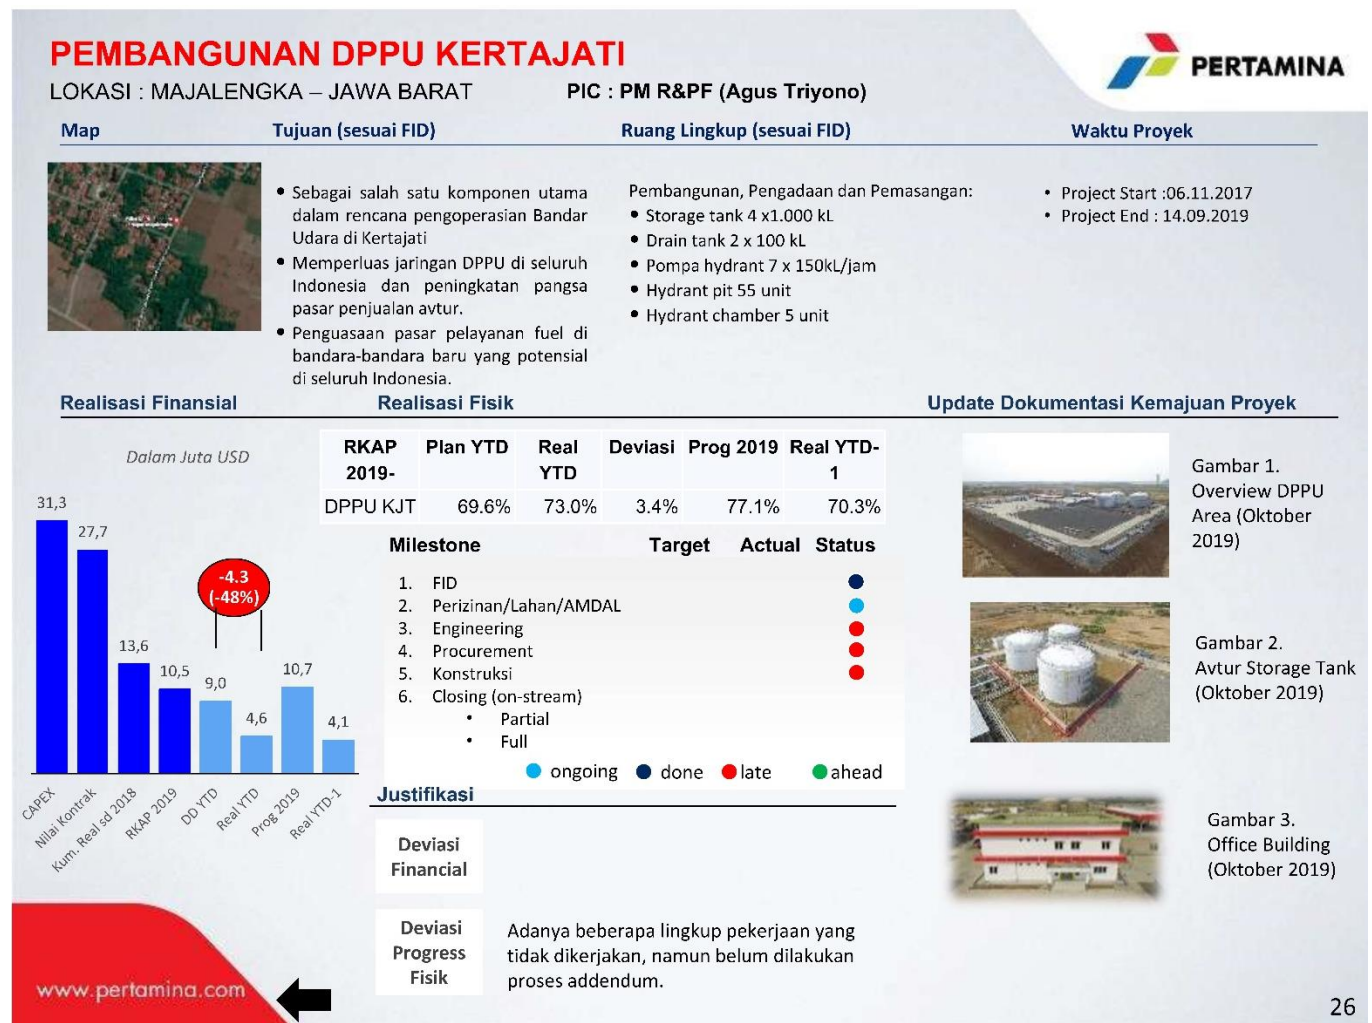 PEMBANGUNAN DPPU KERTAJATI
PERTAMINA
LOKASI : MAJALENGKA – JAWA BARAT
PIC : PM R&PF (Agus Triyono)
Map
Tujuan (sesuai FID)
Ruang Lingkup (sesuai FID)
Waktu Proyek
• Sebagai salah satu komponen utama
dalam rencana pengoperasian Bandar
Udara di Kertajati
• Memperluas jaringan DPPU di seluruh
Indonesia dan peningkatan pangsa
pasar penjualan avtur.
• Penguasaan pasar pelayanan fuel di
bandara-bandara baru yang potensial
di seluruh Indonesia.
Pembangunan, Pengadaan dan Pemasangan:
• Storage tank 4 x1.000 kL
• Drain tank 2 x 100 kL
• Pompa hydrant 7 x 150kL/jam
• Hydrant pit 55 unit
• Hydrant chamber 5 unit
• Project Start :06.11.2017
• Project End : 14.09.2019
Realisasi Finansial
Realisasi Fisik
Update Dokumentasi Kemajuan Proyek
Dalam Juta USD
31,3
27,7
13,6
10,5
9,0
4,6
10,7
4,1
-4.3
(-48%)
CAPEX
Nilai Kontrak
Kum. Real sd 2018
RKAP 2019
DD YTD
Real YTD
Prog 2019
Real YTD-1
RKAP 2019- Plan YTD Real YTD Deviasi Prog 2019 Real YTD-1
DPPU KJT 69.6% 73.0% 3.4% 77.1% 70.3%
Milestone Target Actual Status
1. FID
2. Perizinan/Lahan/AMDAL
3. Engineering
4. Procurement
5. Konstruksi
6. Closing (on-stream)
• Partial
• Full
ongoing done late ahead
Justifikasi
Deviasi
Financial
Deviasi
Progress
Fisik
Adanya beberapa lingkup pekerjaan yang
tidak dikerjakan, namun belum dilakukan
proses addendum.
Gambar 1.
Overview DPPU
Area (Oktober
2019)
Gambar 2.
Avtur Storage Tank
(Oktober 2019)
Gambar 3.
Office Building
(Oktober 2019)
www.pertamina.com
26